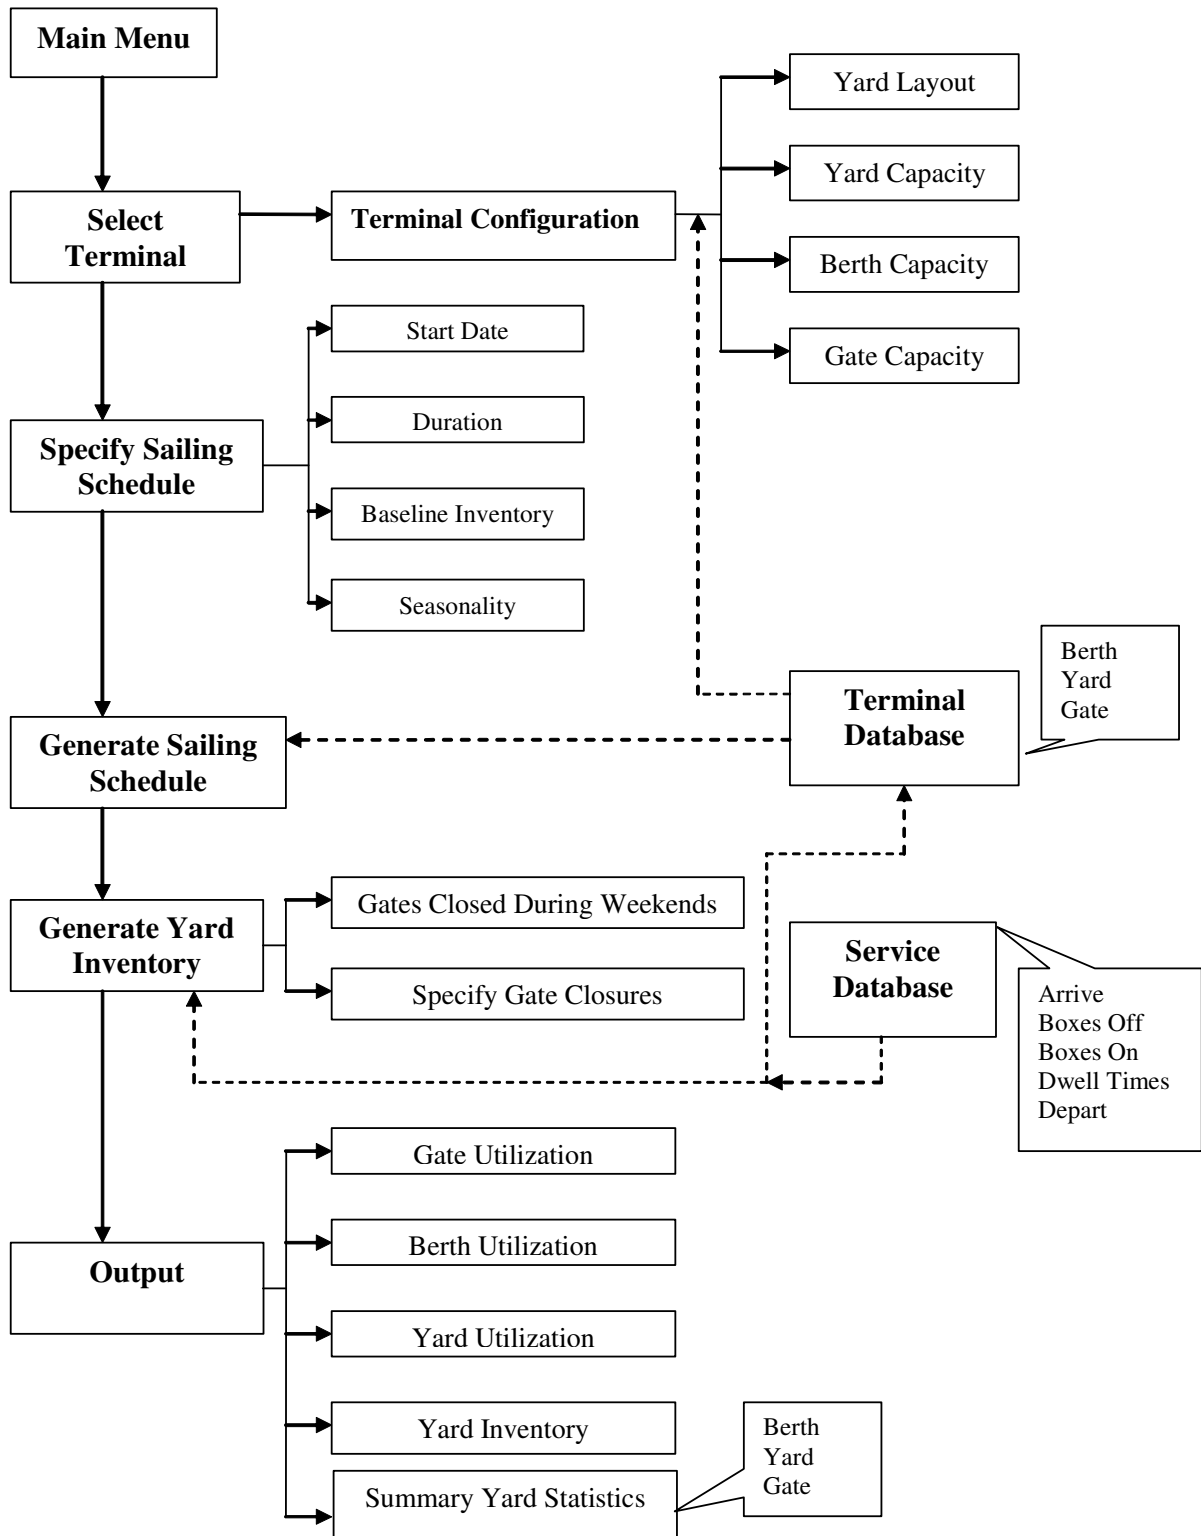 Main Menu
Yard Layout
Yard Capacity
Select
Terminal
Terminal Configuration
Berth Capacity
Start Date
Gate Capacity
Duration
Specify Sailing
Schedule
Baseline Inventory
Seasonality
Berth
Yard
Gate
Terminal
Database
Generate Sailing
Schedule
Gates Closed During Weekends
Generate Yard
Inventory
Service
Database
Specify Gate Closures
Arrive
Boxes Off
Boxes On
Dwell Times
Depart
Gate Utilization
Berth Utilization
Output
Yard Utilization
Yard Inventory
Berth
Yard
Gate
Summary Yard Statistics